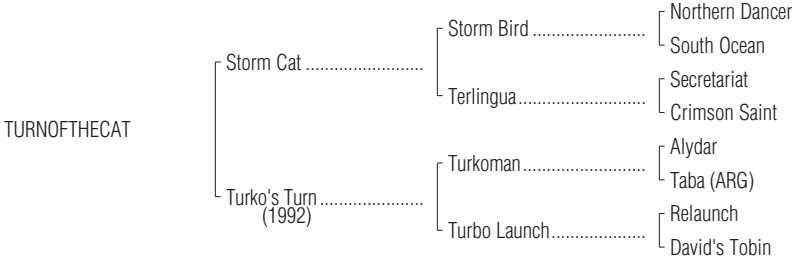 Northern Dancer
Storm Bird ........................
South Ocean
Storm Cat .........................
Secretariat
Terlingua ...........................
Crimson Saint
TURNOFTHECAT
Alydar
Turkoman ..........................
Taba (ARG)
Turko's Turn ......................
(1992)
Relaunch
Turbo Launch ....................
David's Tobin